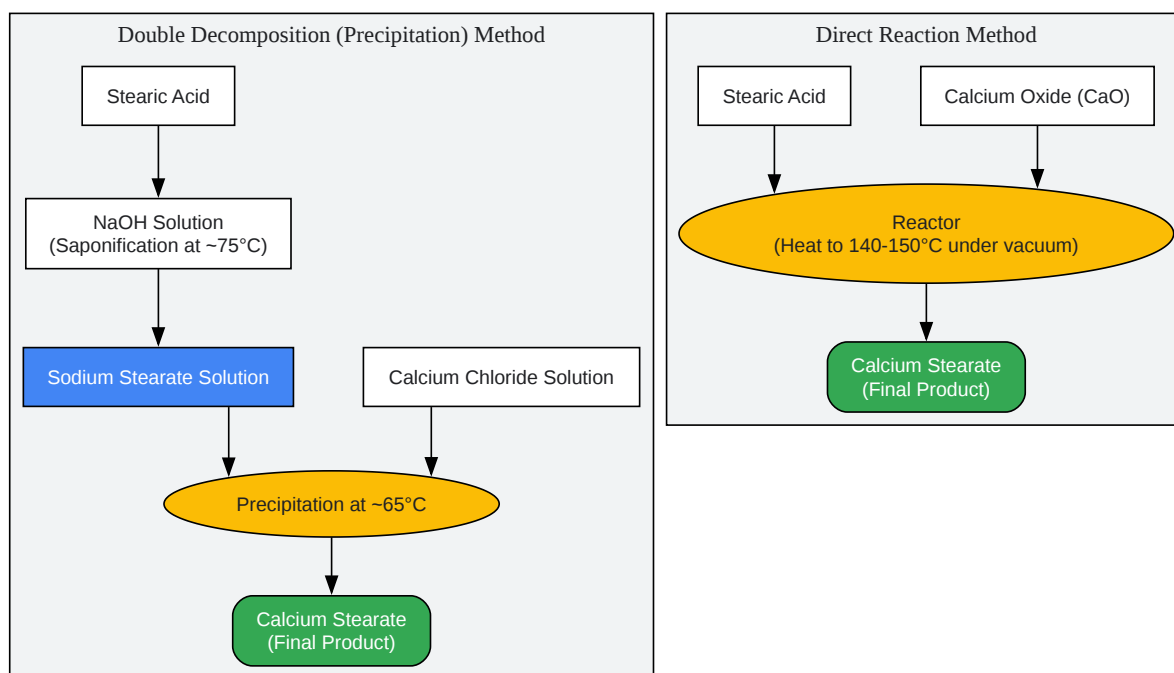 Double Decomposition (Precipitation) Method
Stearic Acid
NaOH Solution
(Saponification at ~75°C)
Sodium Stearate Solution
Calcium Chloride Solution
Precipitation at ~65°C
Calcium Stearate
(Final Product)
Direct Reaction Method
Stearic Acid
Calcium Oxide (CaO)
Reactor
(Heat to 140-150°C under vacuum)
Calcium Stearate
(Final Product)